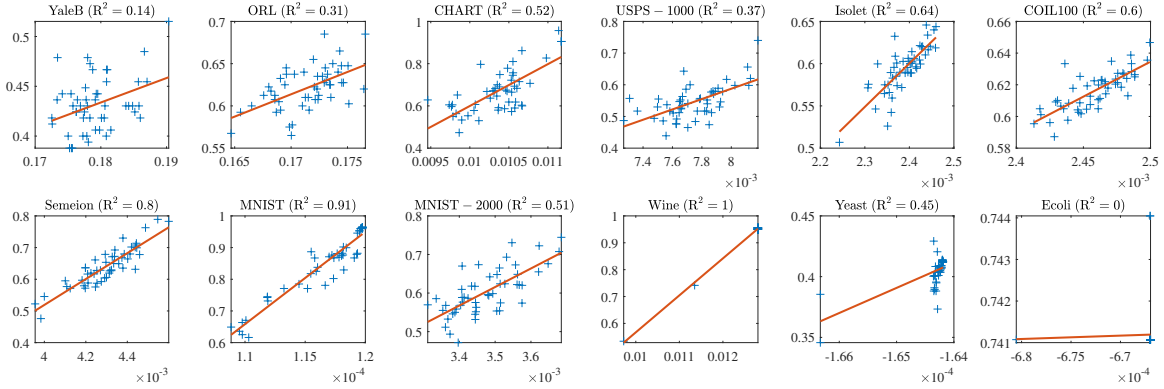 YaleB (R² = 0.14) ORL (R² = 0.31) CHART (R² = 0.52) USPS − 1000 (R² = 0.37) Isolet (R² = 0.64) COIL100 (R² = 0.6)
0.5 0.7 1 0.8 0.65 0.66
0.65 0.7 0.64
0.45 0.8 0.6 0.6 0.62
0.6 0.6 0.5 0.55 0.6
0.4 0.55 0.4 0.4 0.5 0.58
0.17 0.18 0.19 0.165 0.17 0.175 0.0095 0.01 0.0105 0.011 7.4 7.6 7.8 8 2.2 2.3 2.4 2.5 2.4 2.45 2.5
×10⁻³ ×10⁻³ ×10⁻³
Semeion (R² = 0.8) MNIST (R² = 0.91) MNIST − 2000 (R² = 0.51) Wine (R² = 1) Yeast (R² = 0.45) Ecoli (R² = 0)
0.8 1 0.8 1 0.45 0.744
0.7 0.9 0.7 0.9 0.743
0.6 0.8 0.6 0.8 0.4 0.742
0.5 0.7 0.5 0.7 0.35 0.741
0.4 0.6 0.6
4 4.2 4.4 1.1 1.15 1.2 3.4 3.5 3.6 0.01 0.011 0.012 -1.66 -1.65 -1.64 -6.8 -6.75 -6.7
×10⁻³ ×10⁻⁴ ×10⁻³ ×10⁻⁴ ×10⁻⁴